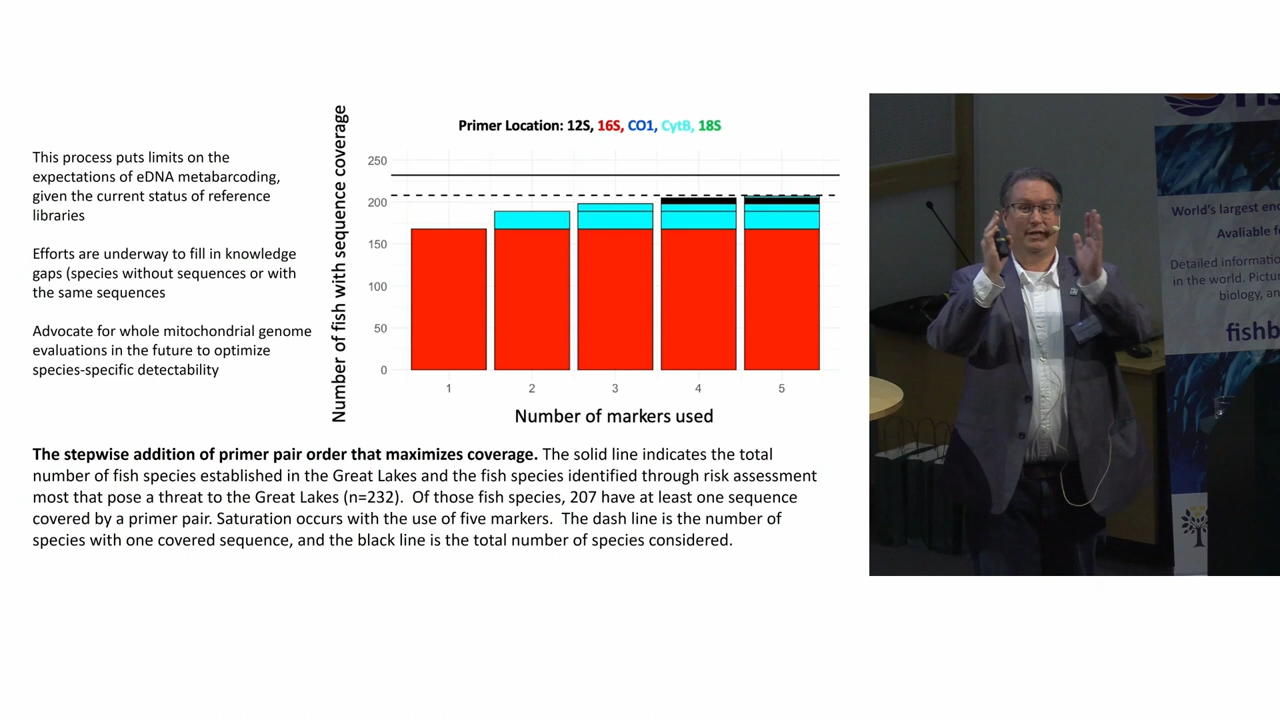 Primer Location: 12S, 16S, CO1, CytB, 18S
This process puts limits on the
expectations of eDNA metabarcoding,
given the current status of reference
libraries
Efforts are underway to fill in knowledge
gaps (species without sequences or with
the same sequences
Advocate for whole mitochondrial genome
evaluations in the future to optimize
species-specific detectability
Number of fish with sequence coverage
250
200
150
100
50
0
1 2 3 4 5
Number of markers used
The stepwise addition of primer pair order that maximizes coverage. The solid line indicates the total
number of fish species established in the Great Lakes and the fish species identified through risk assessment
most that pose a threat to the Great Lakes (n=232). Of those fish species, 207 have at least one sequence
covered by a primer pair. Saturation occurs with the use of five markers. The dash line is the number of
species with one covered sequence, and the black line is the total number of species considered.
World's largest
Avaliable
Detailed
in the world.
biology,
fishb